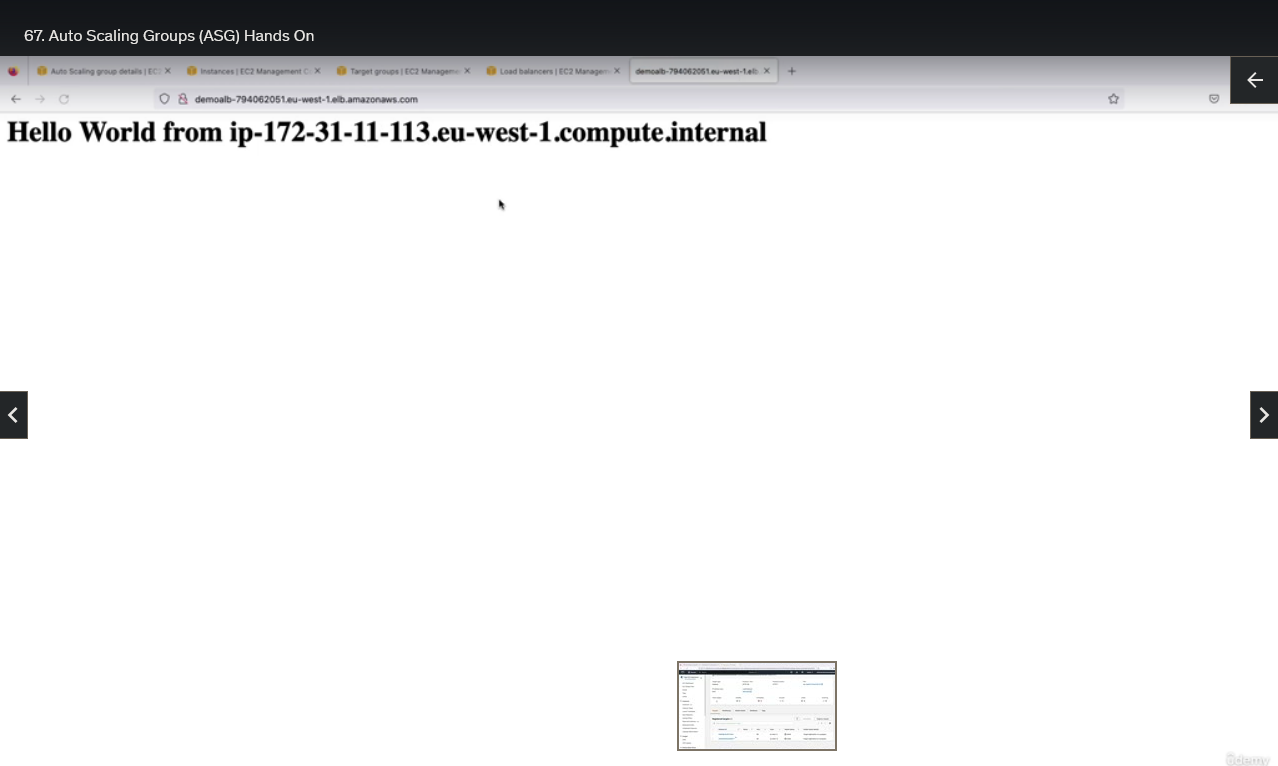 67. Auto Scaling Groups (ASG) Hands On
Auto Scaling group details | EC2
Instances | EC2 Management C
Target groups | EC2 Manageme
Load balancers | EC2 Managem
demoalb-794062051.eu-west-1.elb
demoalb-794062051.eu-west-1.elb.amazonaws.com
Hello World from ip-172-31-11-113.eu-west-1.compute.internal
ûdemy